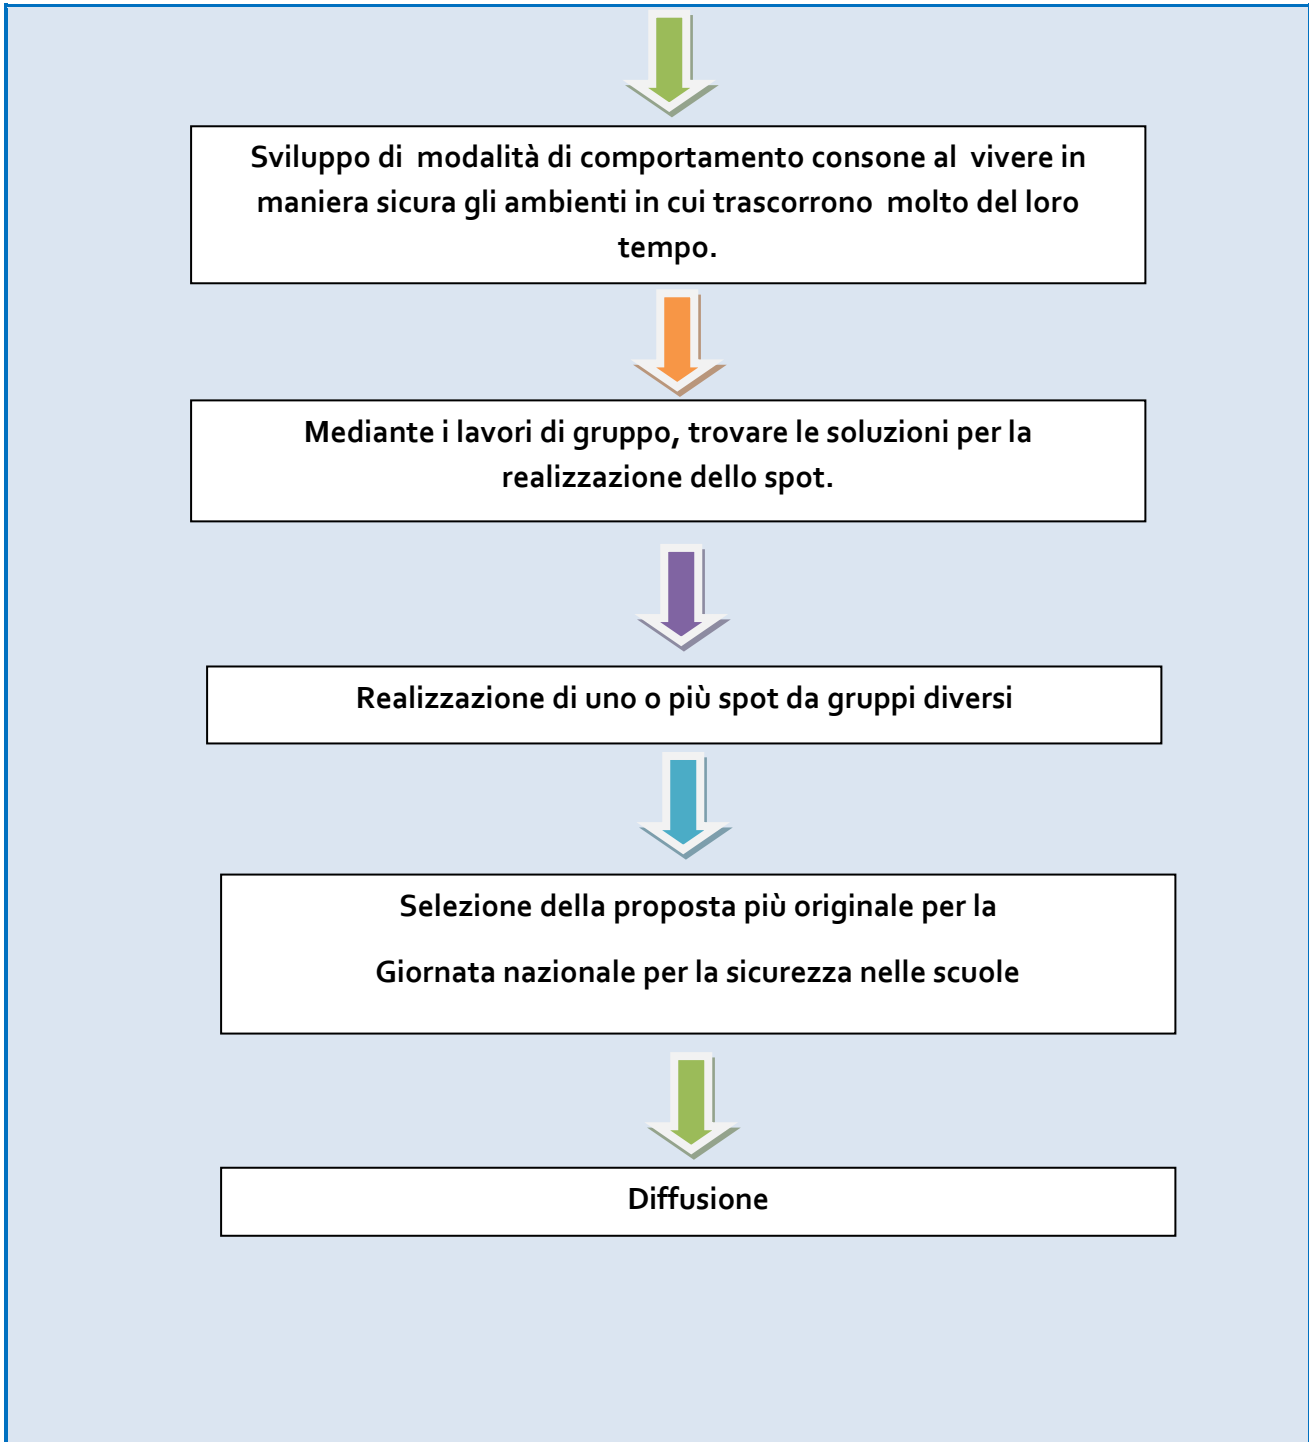 Sviluppo di  modalità di comportamento consone al  vivere in
maniera sicura gli ambienti in cui trascorrono  molto del loro
tempo.
Mediante i lavori di gruppo, trovare le soluzioni per la
realizzazione dello spot.
Realizzazione di uno o più spot da gruppi diversi
Selezione della proposta più originale per la
Giornata nazionale per la sicurezza nelle scuole
Diffusione